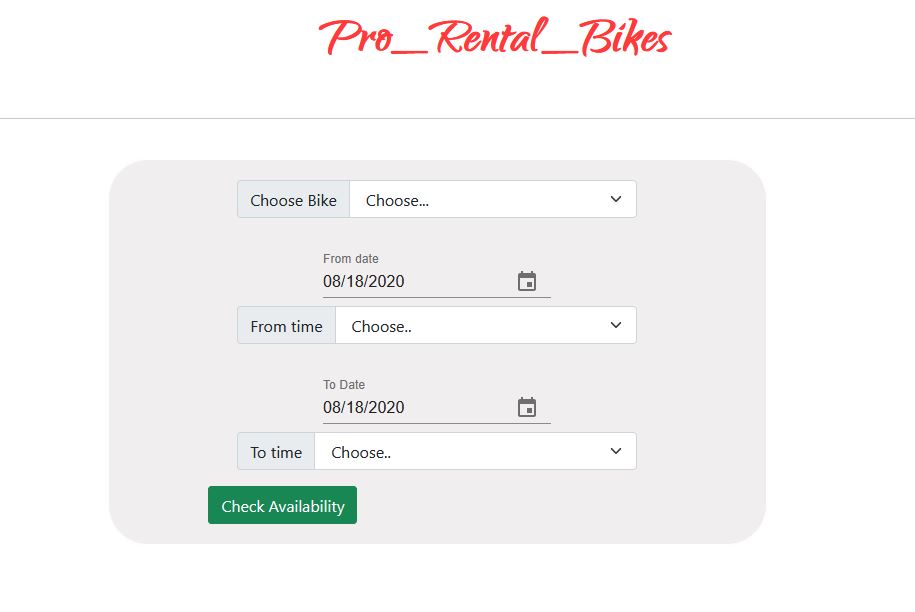 Pro_Rental_Bikes
Choose Bike Choose...
From date
08/18/2020
From time Choose..
To Date
08/18/2020
To time Choose..
Check Availability